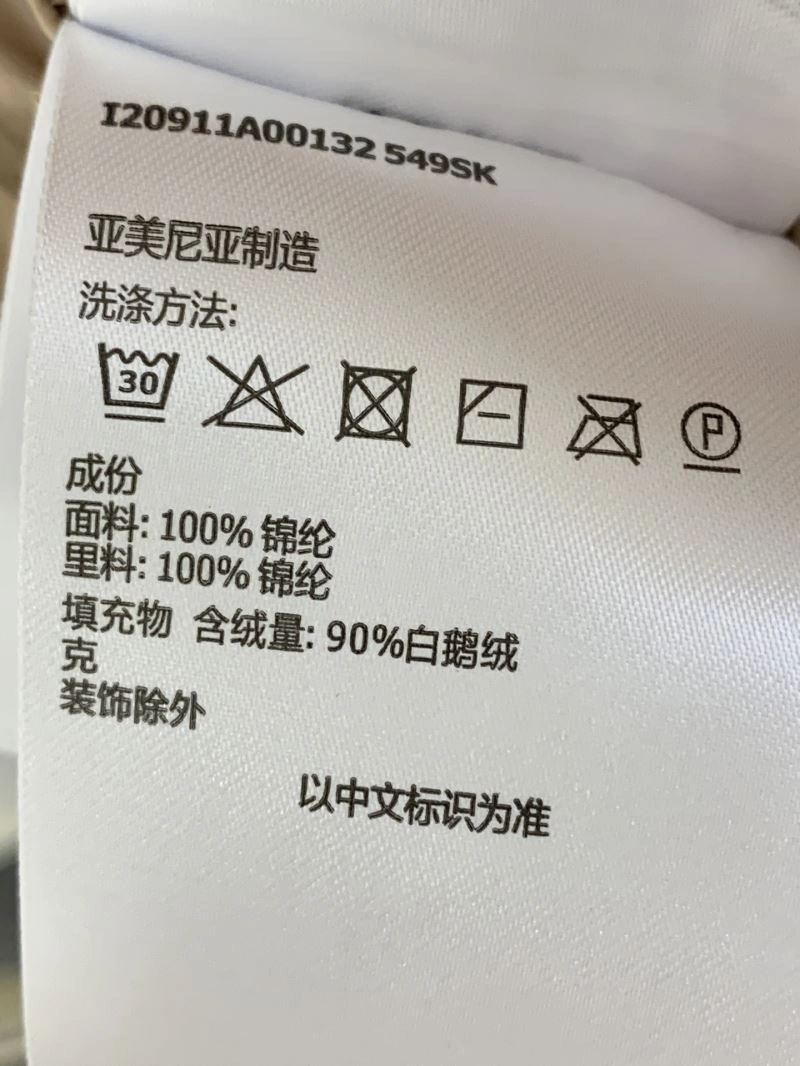 I20911A00132 549SK
亚美尼亚制造
洗涤方法:
30 P
成份
面料: 100% 锦纶
里料: 100% 锦纶
填充物 含绒量: 90%白鹅绒
克
装饰除外
以中文标识为准